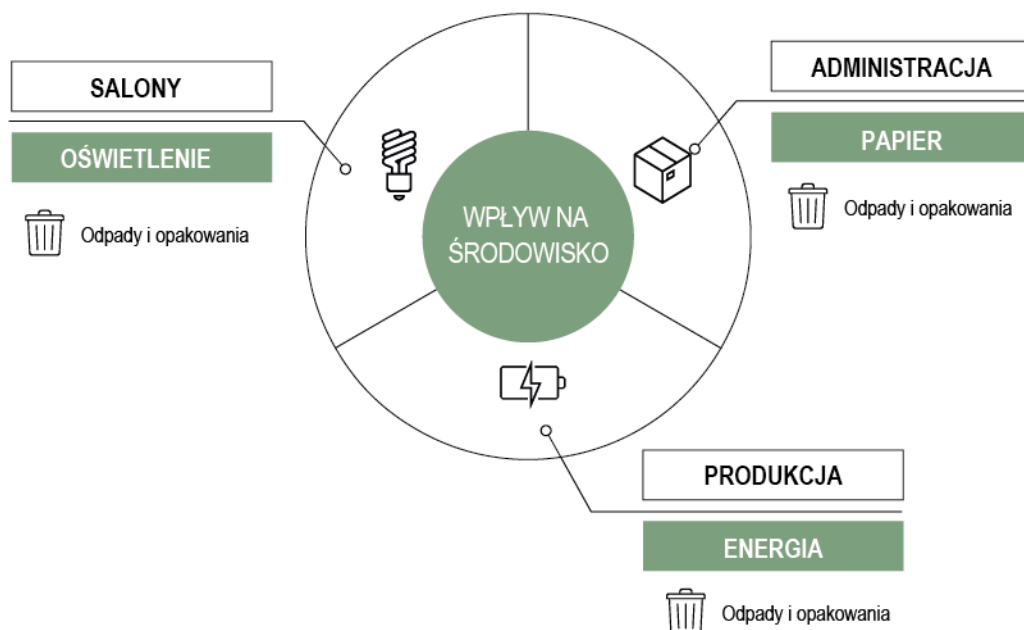 SALONY
OŚWIETLENIE
Odpady i opakowania
ADMINISTRACJA
PAPIER
Odpady i opakowania
WPŁYW NA
ŚRODOWISKO
PRODUKCJA
ENERGIA
Odpady i opakowania